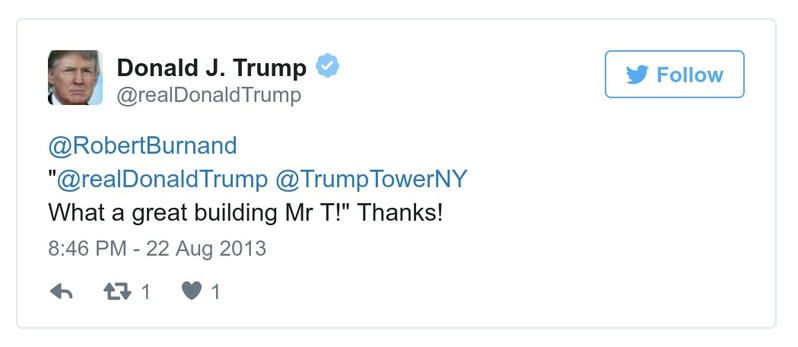 Donald J. Trump
@realDonaldTrump
Follow
@RobertBurnand
"@realDonaldTrump @TrumpTowerNY
What a great building Mr T!" Thanks!
8:46 PM - 22 Aug 2013
1 1